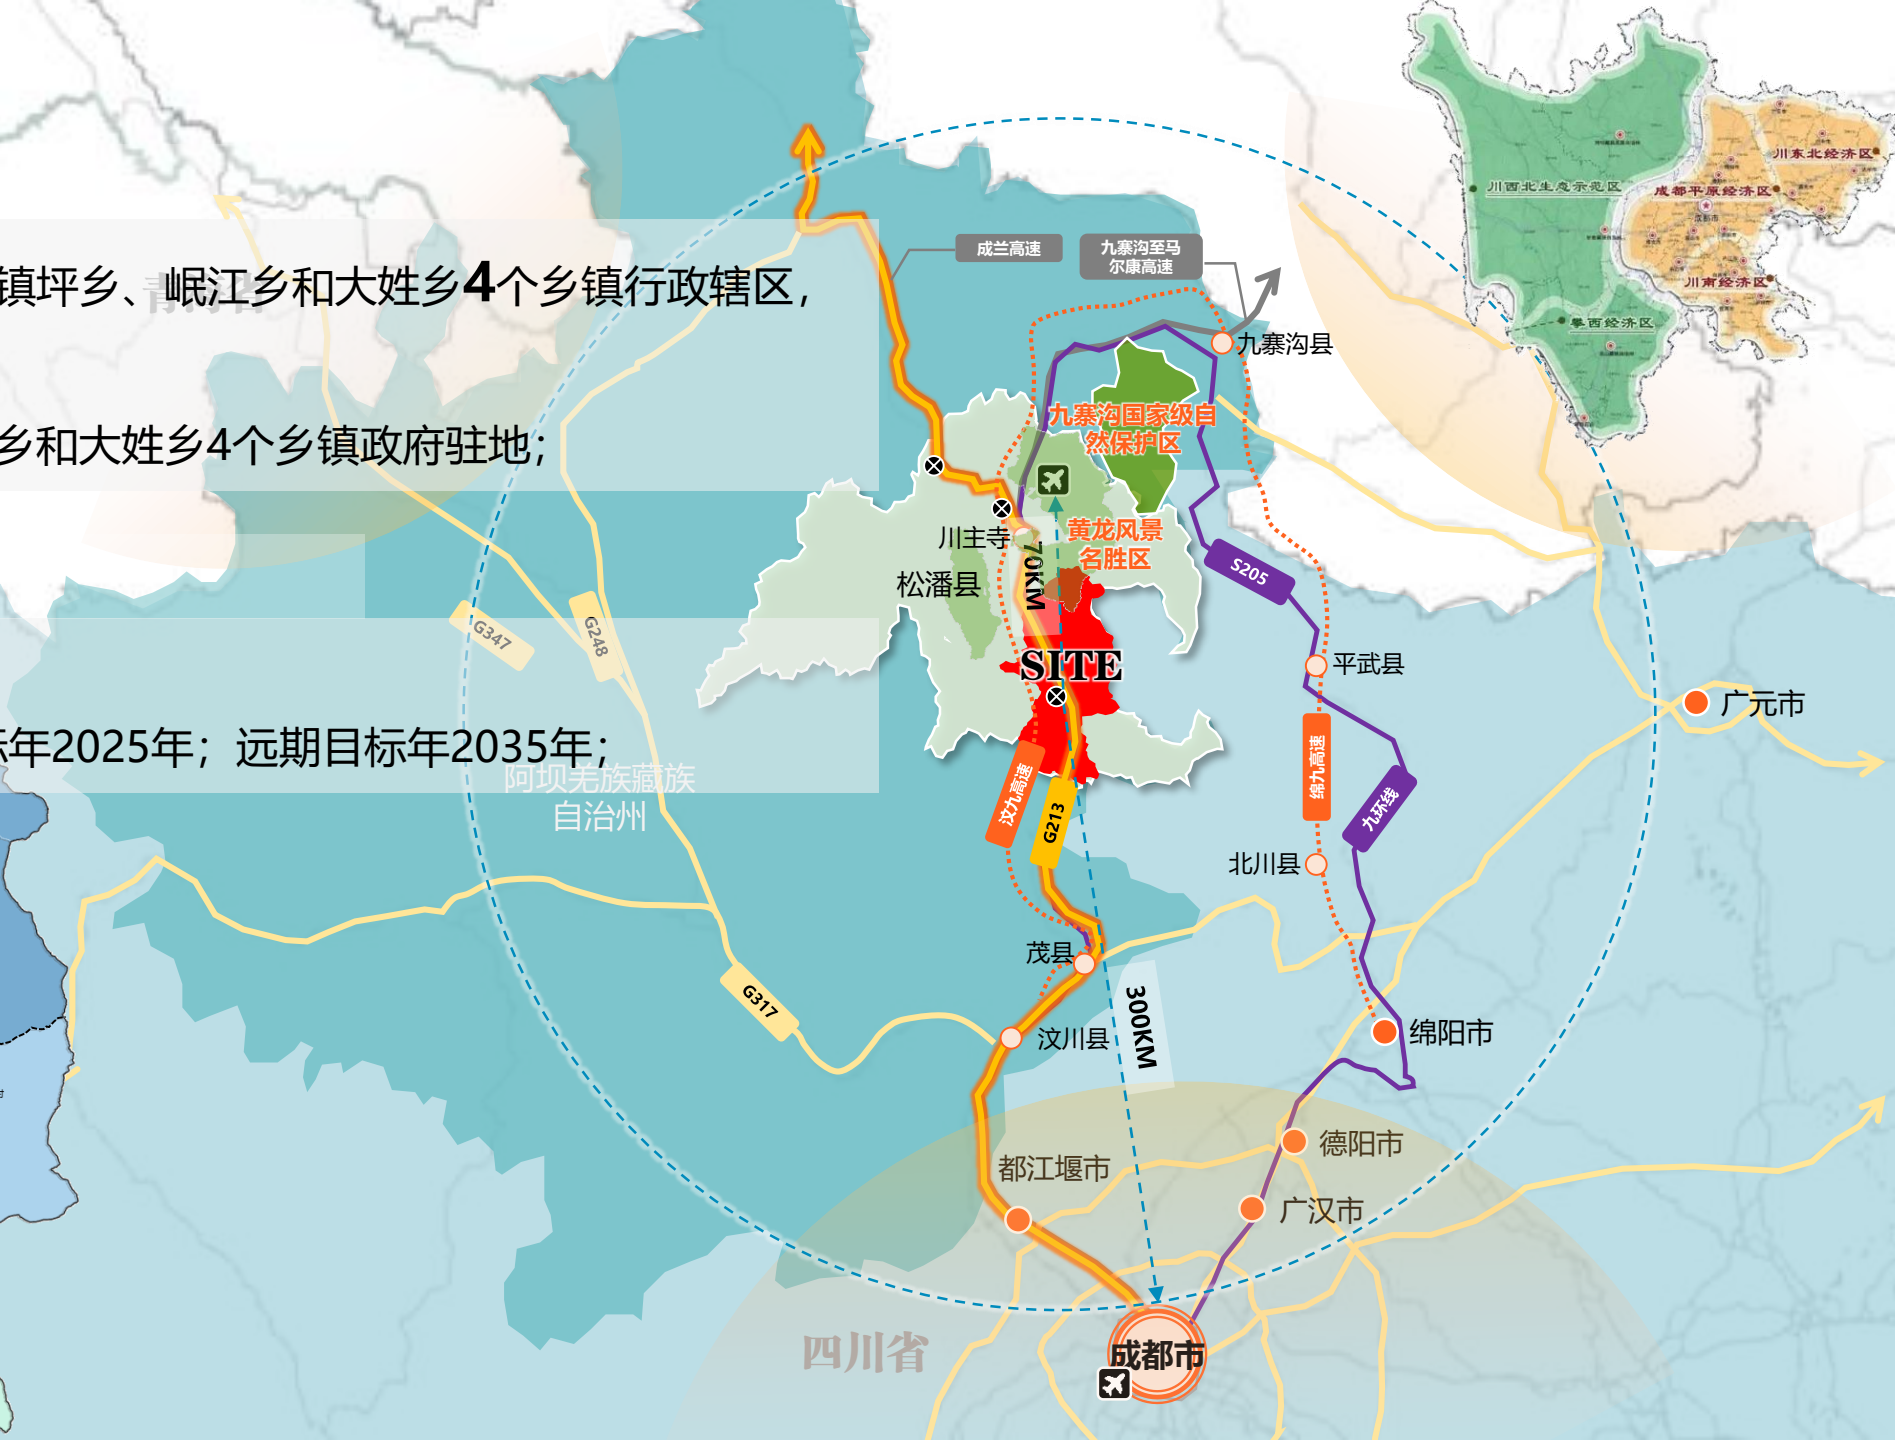 镇坪乡、岷江乡和大姓乡4个乡镇行政辖区，
青海省
乡和大姓乡4个乡镇政府驻地；
标年2025年；远期目标年2035年；
阿坝羌族藏族
自治州
成兰高速
九寨沟至马
尔康高速
九寨沟县
九寨沟国家级自
然保护区
川主寺
黄龙风景
名胜区
松潘县
70KM
SITE
S205
G347
G248
平武县
广元市
汶九高速
G213
绵九高速
九环线
北川县
茂县
G317
300KM
汶川县
绵阳市
德阳市
都江堰市
广汉市
四川省
成都市
川西北生态示范区
川东北经济区
成都平原经济区
成都市
川南经济区
攀西经济区